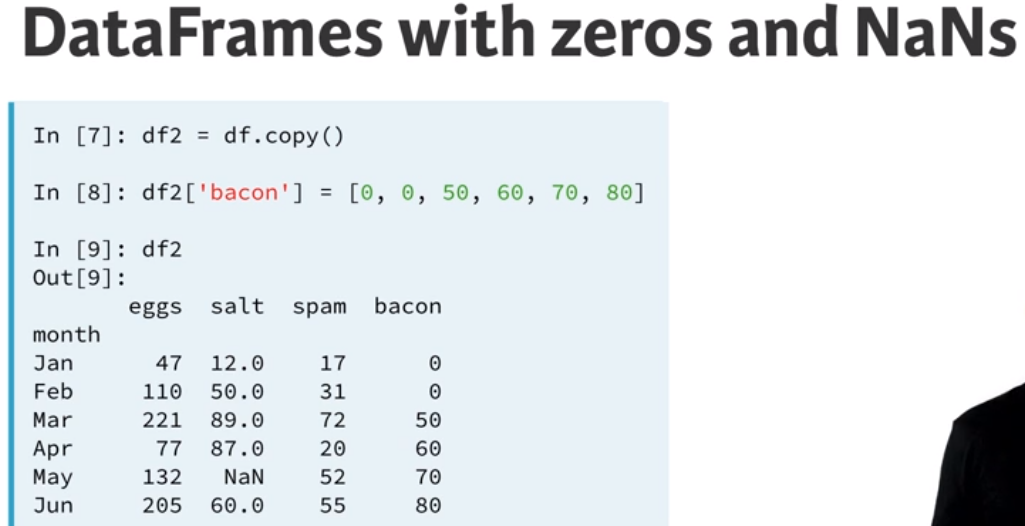 DataFrames with zeros and NaNs
In [7]: df2 = df.copy()
In [8]: df2['bacon'] = [0, 0, 50, 60, 70, 80]
In [9]: df2
Out[9]:
eggs salt spam bacon
month
Jan 47 12.0 17 0
Feb 110 50.0 31 0
Mar 221 89.0 72 50
Apr 77 87.0 20 60
May 132 NaN 52 70
Jun 205 60.0 55 80